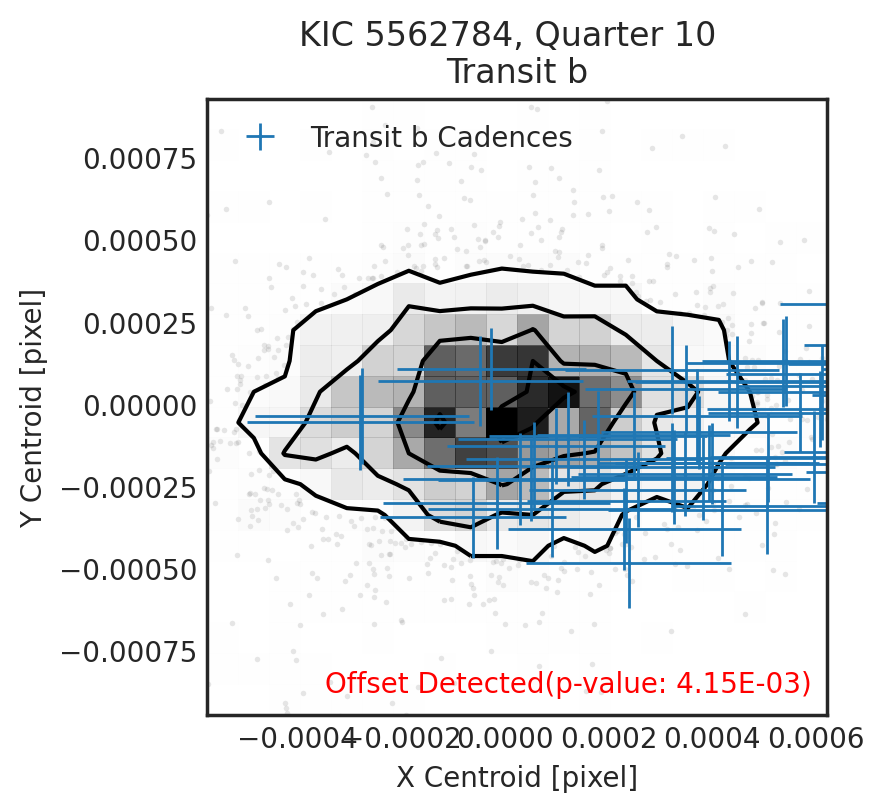 KIC 5562784, Quarter 10
Transit b
Transit b Cadences
0.00075
0.00050
0.00025
0.00000
−0.00025
−0.00050
−0.00075
Y Centroid [pixel]
Offset Detected(p-value: 4.15E-03)
−0.0004 −0.0002 0.0000 0.0002 0.0004 0.0006
X Centroid [pixel]